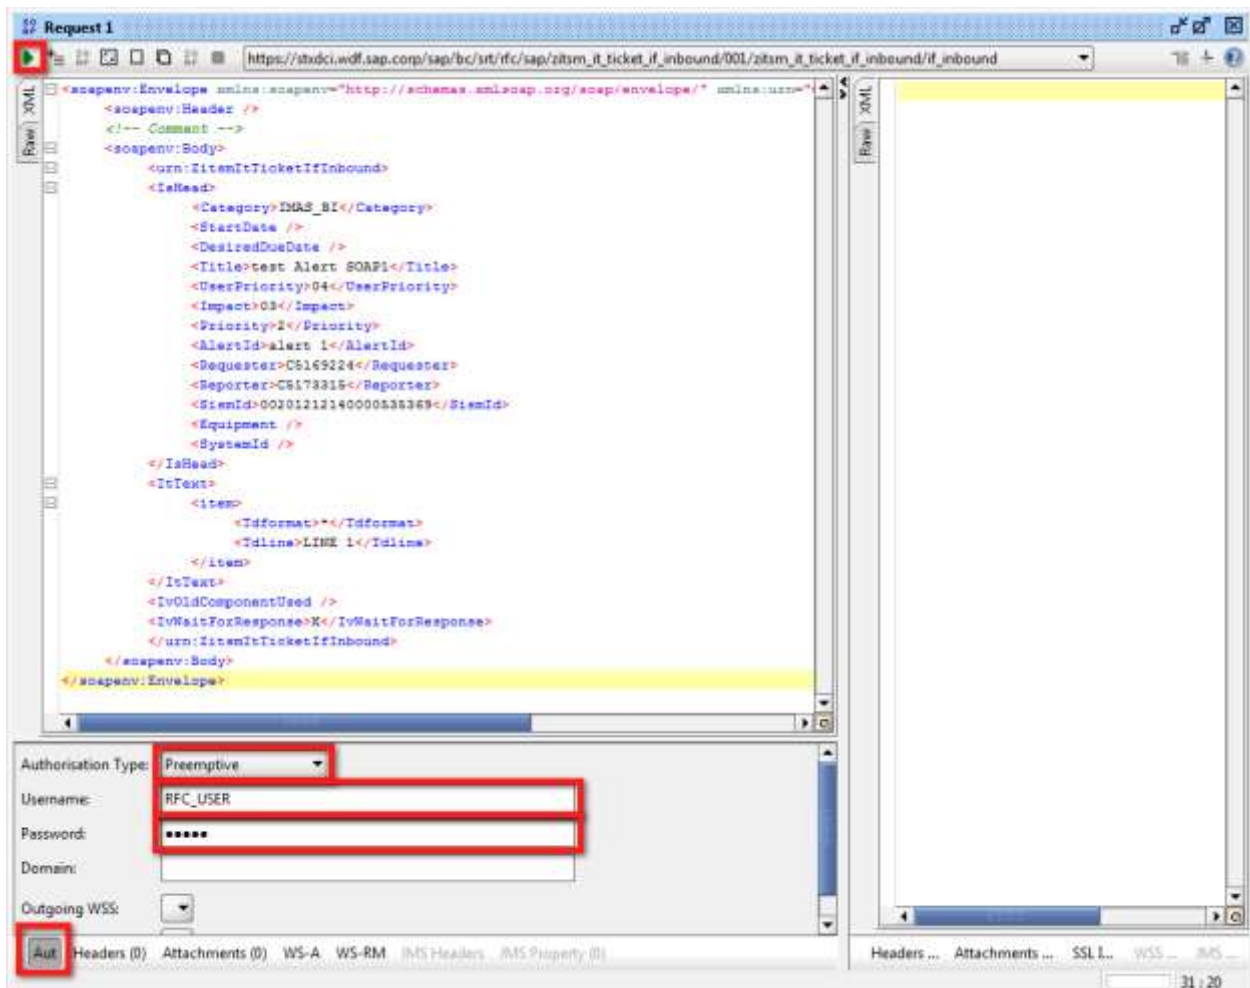 Request 1
https://stxdci.wdf.sap.corp/sap/bc/srt/rfc/sap/zitsm_it_ticket_if_inbound/001/zitsm_it_ticket_if_inbound/if_inbound
XML
Raw
<soapenv:Envelope xmlns:soapenv="http://schemas.xmlsoap.org/soap/envelope/" xmlns:urn="
<soapenv:Header />
<!-- Comment -->
<soapenv:Body>
<urn:ZitsmItTicketIfInbound>
<IsHead>
<Category>IMAS_BI</Category>
<StartDate />
<DesiredDueDate />
<Title>test Alert SOAP1</Title>
<UserPriority>04</UserPriority>
<Impact>03</Impact>
<Priority>2</Priority>
<AlertId>alert 1</AlertId>
<Requester>C5169224</Requester>
<Reporter>C5173315</Reporter>
<SismId>00201212140000535369</SismId>
<Equipment />
<SystemId />
</IsHead>
<ItText>
<item>
<Tdformat>*</Tdformat>
<Tdline>LINE 1</Tdline>
</item>
</ItText>
<IvOldComponentUsed />
<IvWaitForResponse>X</IvWaitForResponse>
</urn:ZitsmItTicketIfInbound>
</soapenv:Body>
</soapenv:Envelope>
XML
Raw
Authorisation Type: Preemptive
Username: RFC_USER
Password: •••••
Domain:
Outgoing WSS:
Aut Headers (0) Attachments (0) WS-A WS-RM JMS Headers JMS Property (0)
Headers ... Attachments ... SSL I... WSS ... JMS ...
31 : 20